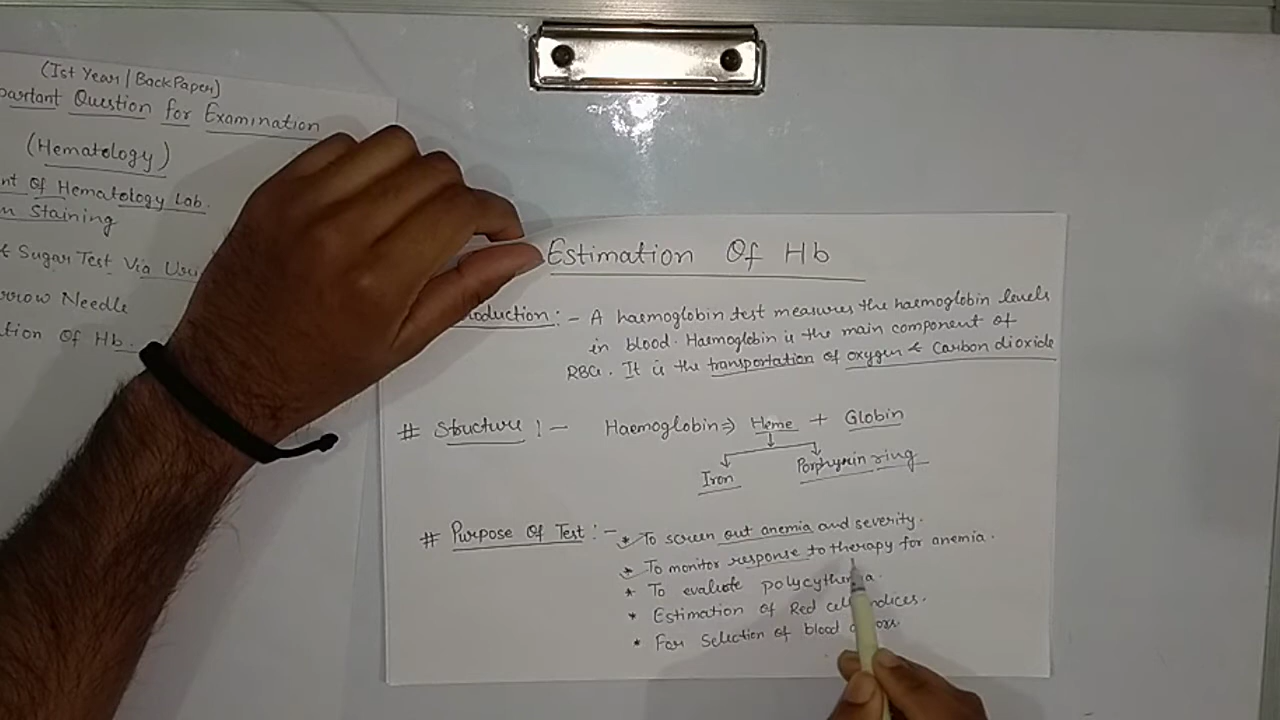 (Ist Year / Back Paper)
Question For Examination
(Hematology)
Of Hematology Lab.
Staining
Sugar Test Via
Needle
Of Hb.
Estimation Of Hb
:- A haemoglobin test measures the haemoglobin levels
in blood. Haemoglobin is the main component of
RBCs. It is the transportation of oxygen & Carbon dioxide
# Structure :- Haemoglobin => Heme + Globin
Iron Porphyrin ring
# Purpose Of Test :- * To screen out anemia and severity.
* To monitor response to therapy for anemia.
* To evaluate polycythemia.
* Estimation of Red cell indices.
* For Selection of blood